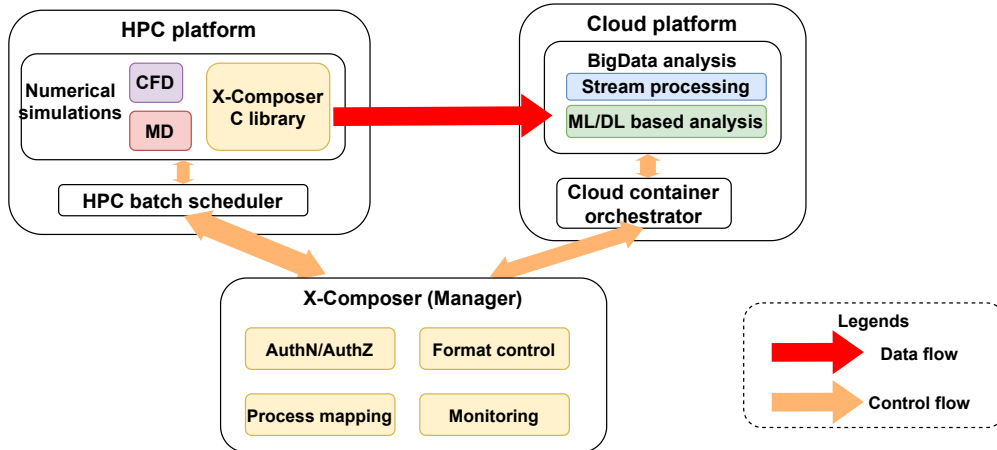 HPC platform
Numerical
simulations
CFD
MD
X-Composer
C library
HPC batch scheduler
Cloud platform
BigData analysis
Stream processing
ML/DL based analysis
Cloud container
orchestrator
X-Composer (Manager)
AuthN/AuthZ
Format control
Process mapping
Monitoring
Legends
Data flow
Control flow